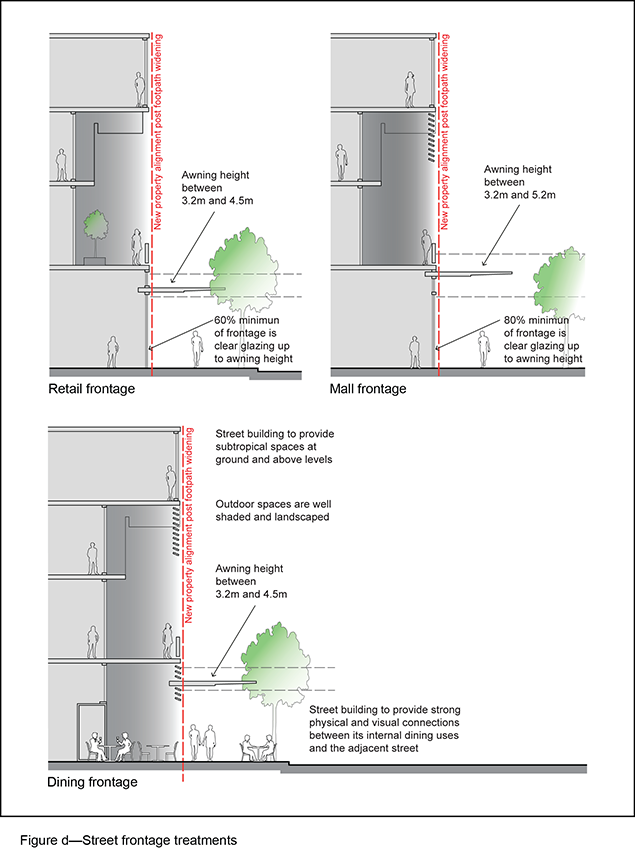 New property alignment post footpath widening
Awning height
between
3.2m and 4.5m
60% minimun
of frontage is
clear glazing up
to awning height
Retail frontage
New property alignment post footpath widening
Awning height
between
3.2m and 5.2m
80% minimun
of frontage is
clear glazing up
to awning height
Mall frontage
New property alignment post footpath widening
Street building to provide
subtropical spaces at
ground and above levels
Outdoor spaces are well
shaded and landscaped
Awning height
between
3.2m and 4.5m
Street building to provide strong
physical and visual connections
between its internal dining uses
and the adjacent street
Dining frontage
Figure d—Street frontage treatments